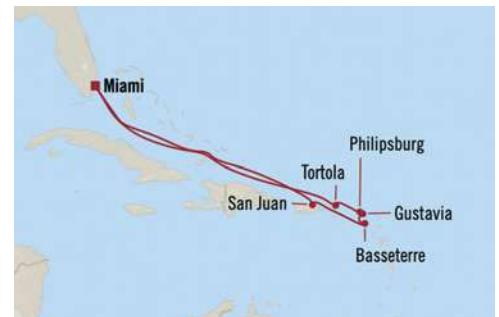 Miami
Philipsburg
Tortola
San Juan
Gustavia
Basseterre